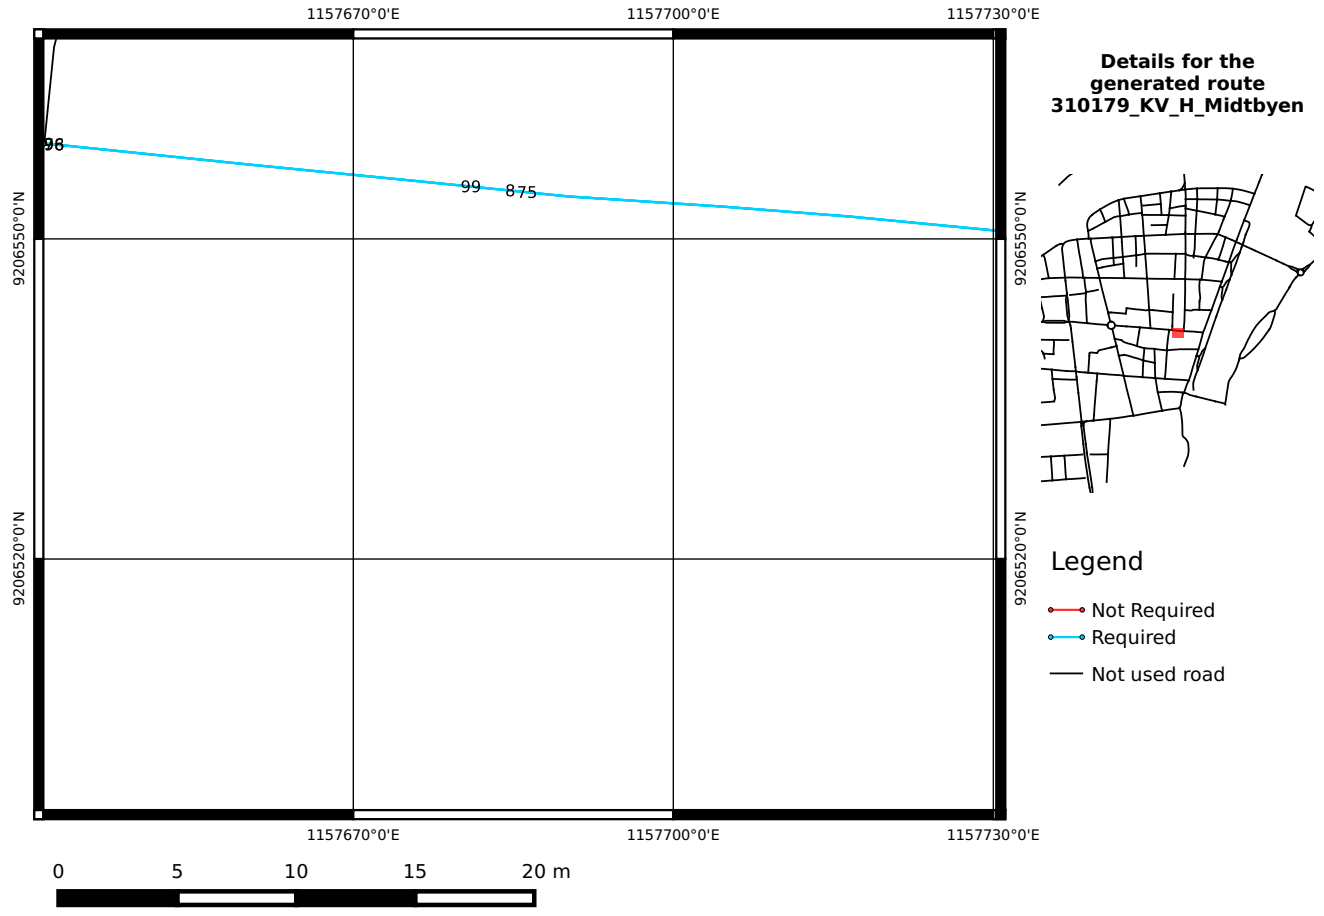 1157670°0'E 1157700°0'E 1157730°0'E
Details for the
generated route
310179_KV_H_Midtbyen
99 875
9206550°0'N 9206550°0'N
9206520°0'N 9206520°0'N
Legend
Not Required
Required
Not used road
1157670°0'E 1157700°0'E 1157730°0'E
0 5 10 15 20 m